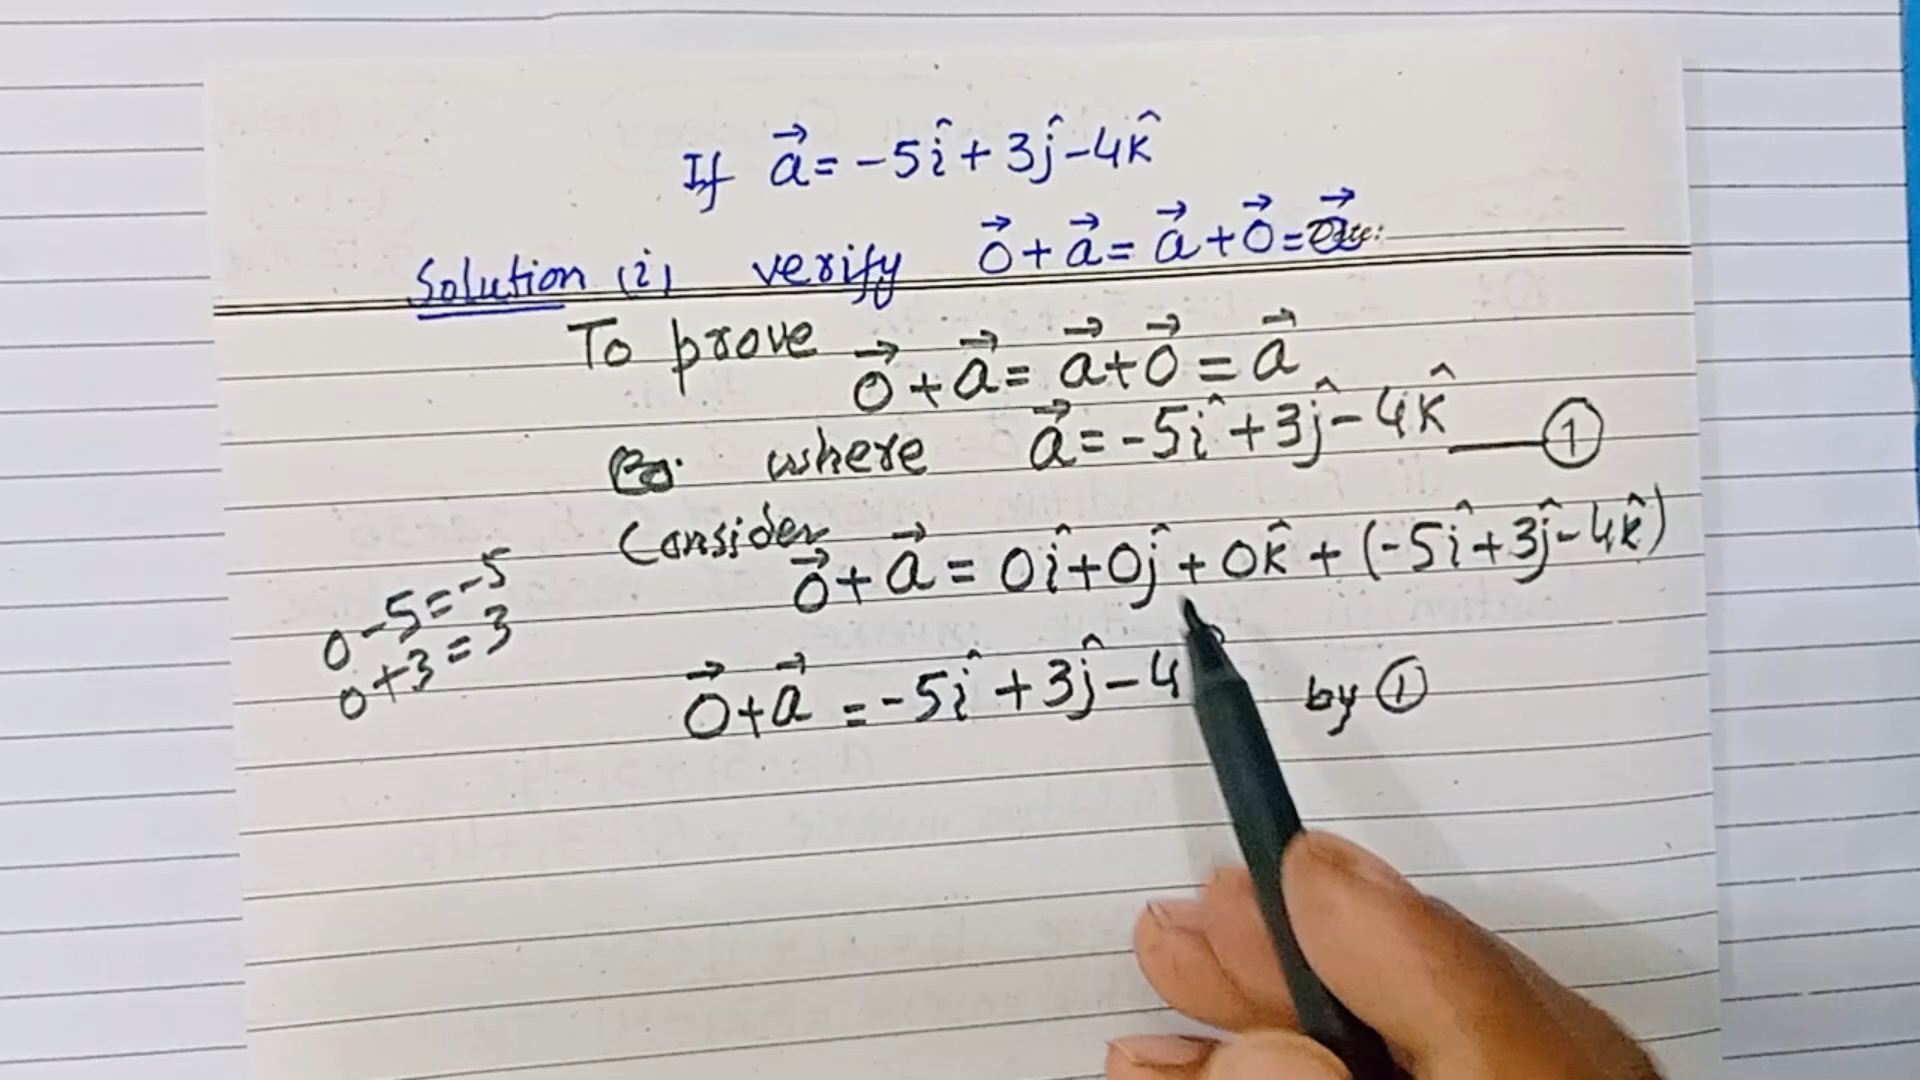 If a⃗ = -5î + 3ĵ - 4k̂
Solution (i) verify 0⃗ + a⃗ = a⃗ + 0⃗ = a⃗
Date:
To prove
0⃗ + a⃗ = a⃗ + 0⃗ = a⃗
where a⃗ = -5î + 3ĵ - 4k̂ — ①
Consider
0⃗ + a⃗ = 0î + 0ĵ + 0k̂ + (-5î + 3ĵ - 4k̂)
0 - 5 = -5
0 + 3 = 3
0⃗ + a⃗ = -5î + 3ĵ - 4 by ①